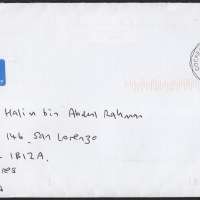 Halim bin Abdul Rahman
146 San Lorenzo
- IBIZA.